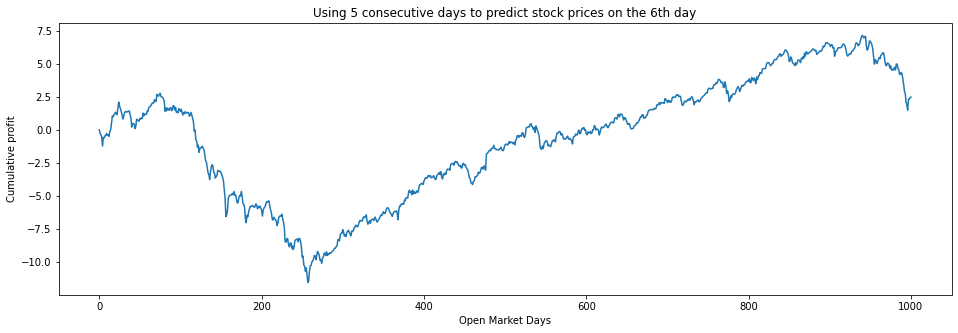 Using 5 consecutive days to predict stock prices on the 6th day
7.5
5.0
2.5
0.0
−2.5
−5.0
−7.5
−10.0
Cumulative profit
0 200 400 600 800 1000
Open Market Days